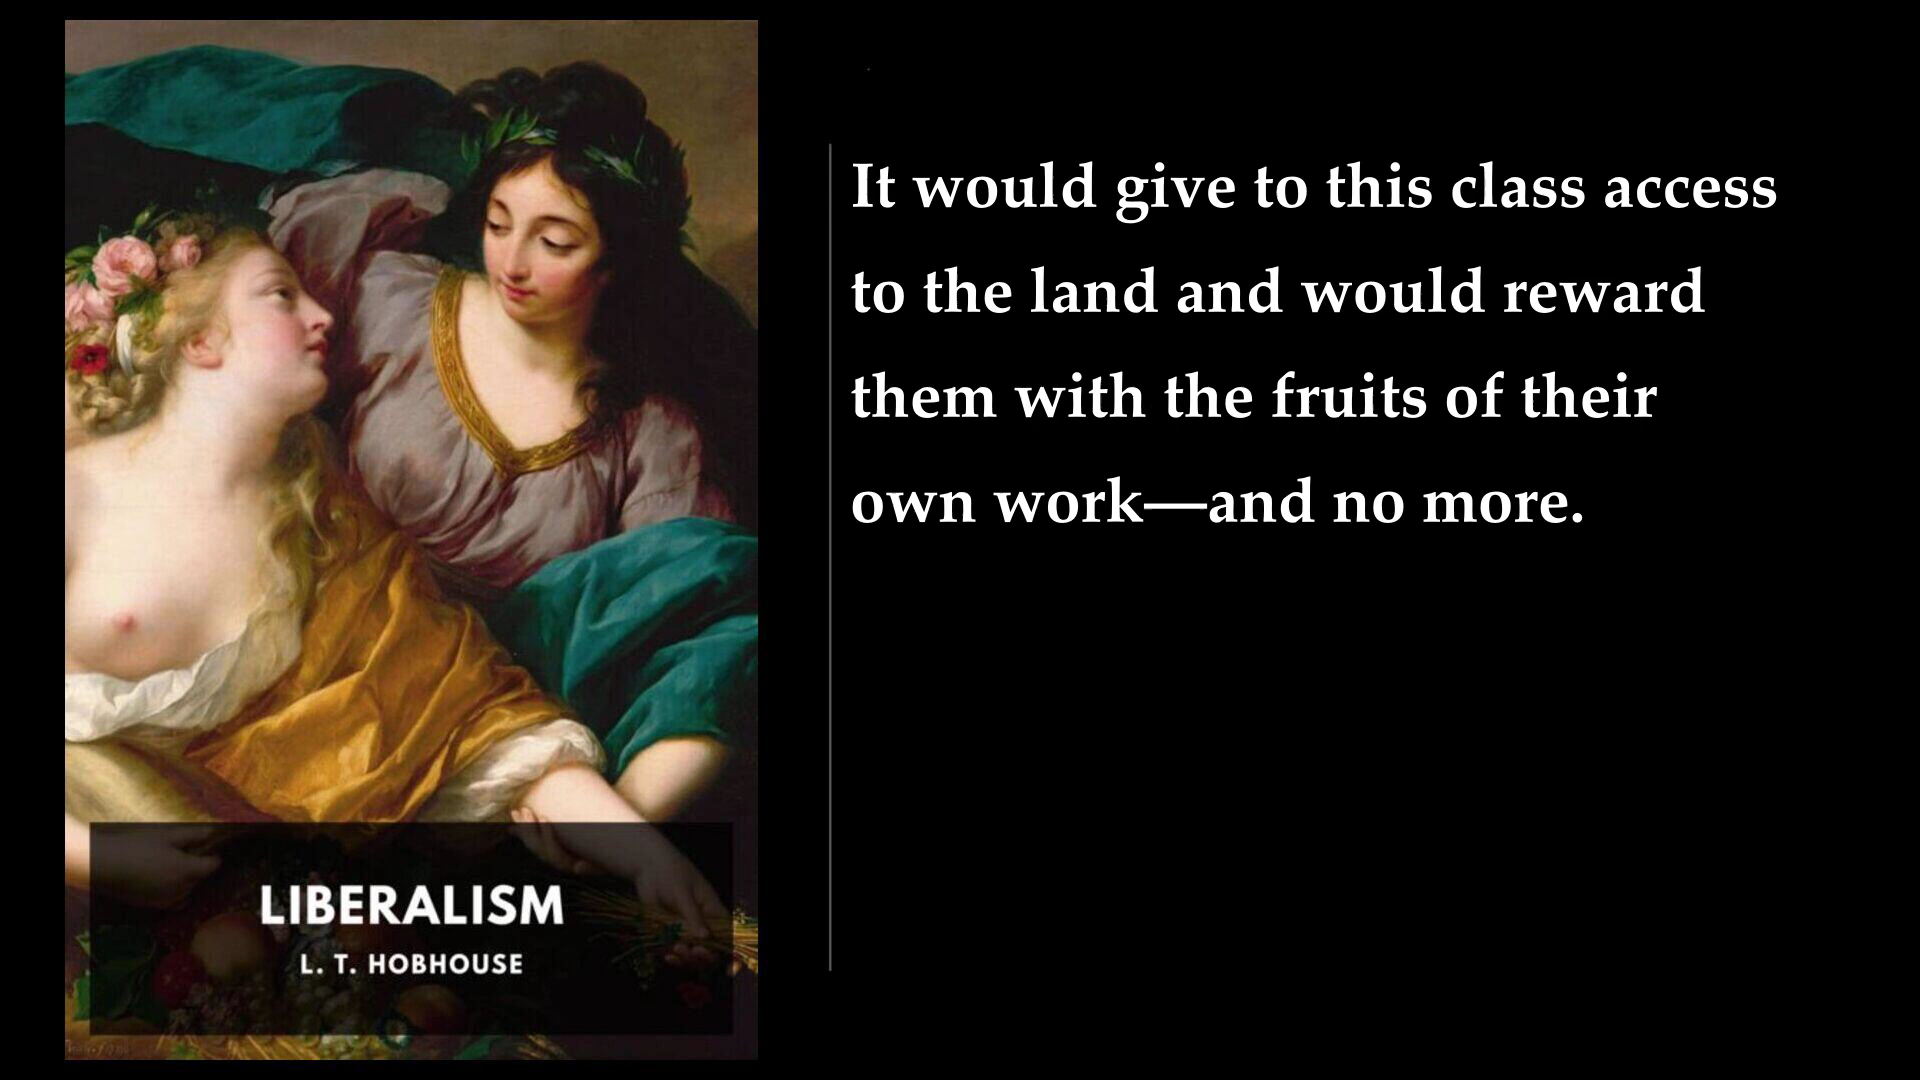 It would give to this class access
to the land and would reward
them with the fruits of their
own work—and no more.
LIBERALISM
L. T. HOBHOUSE